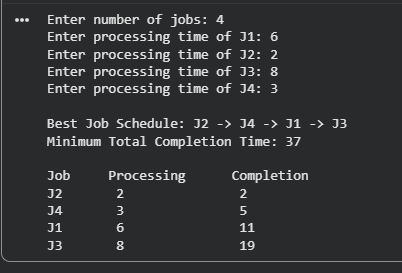 Enter number of jobs: 4
Enter processing time of J1: 6
Enter processing time of J2: 2
Enter processing time of J3: 8
Enter processing time of J4: 3

Best Job Schedule: J2 -> J4 -> J1 -> J3
Minimum Total Completion Time: 37

Job     Processing      Completion
J2       2               2
J4       3               5
J1       6               11
J3       8               19